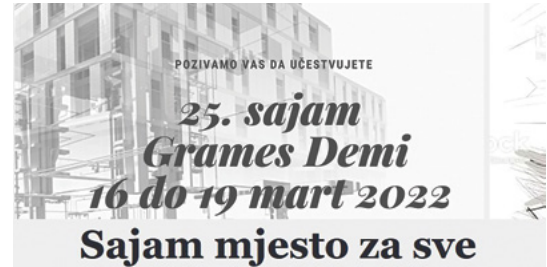 POZIVAMO VAS DA UČESTVUJETE
25. sajam
Grames Demi
16 do 19 mart 2022
Sajam mjesto za sve